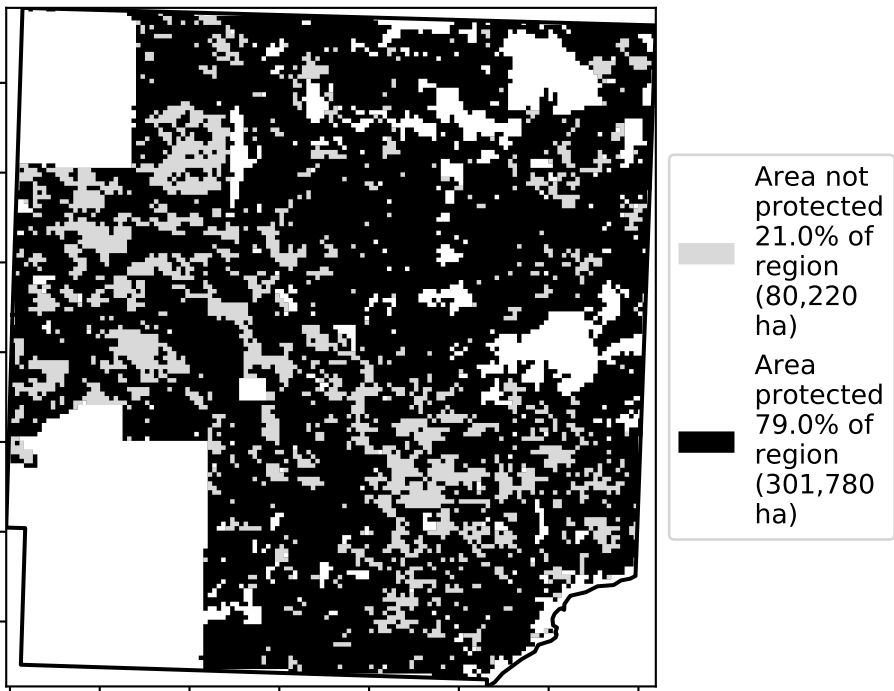 Area not
protected
21.0% of
region
(80,220
ha)
Area
protected
79.0% of
region
(301,780
ha)